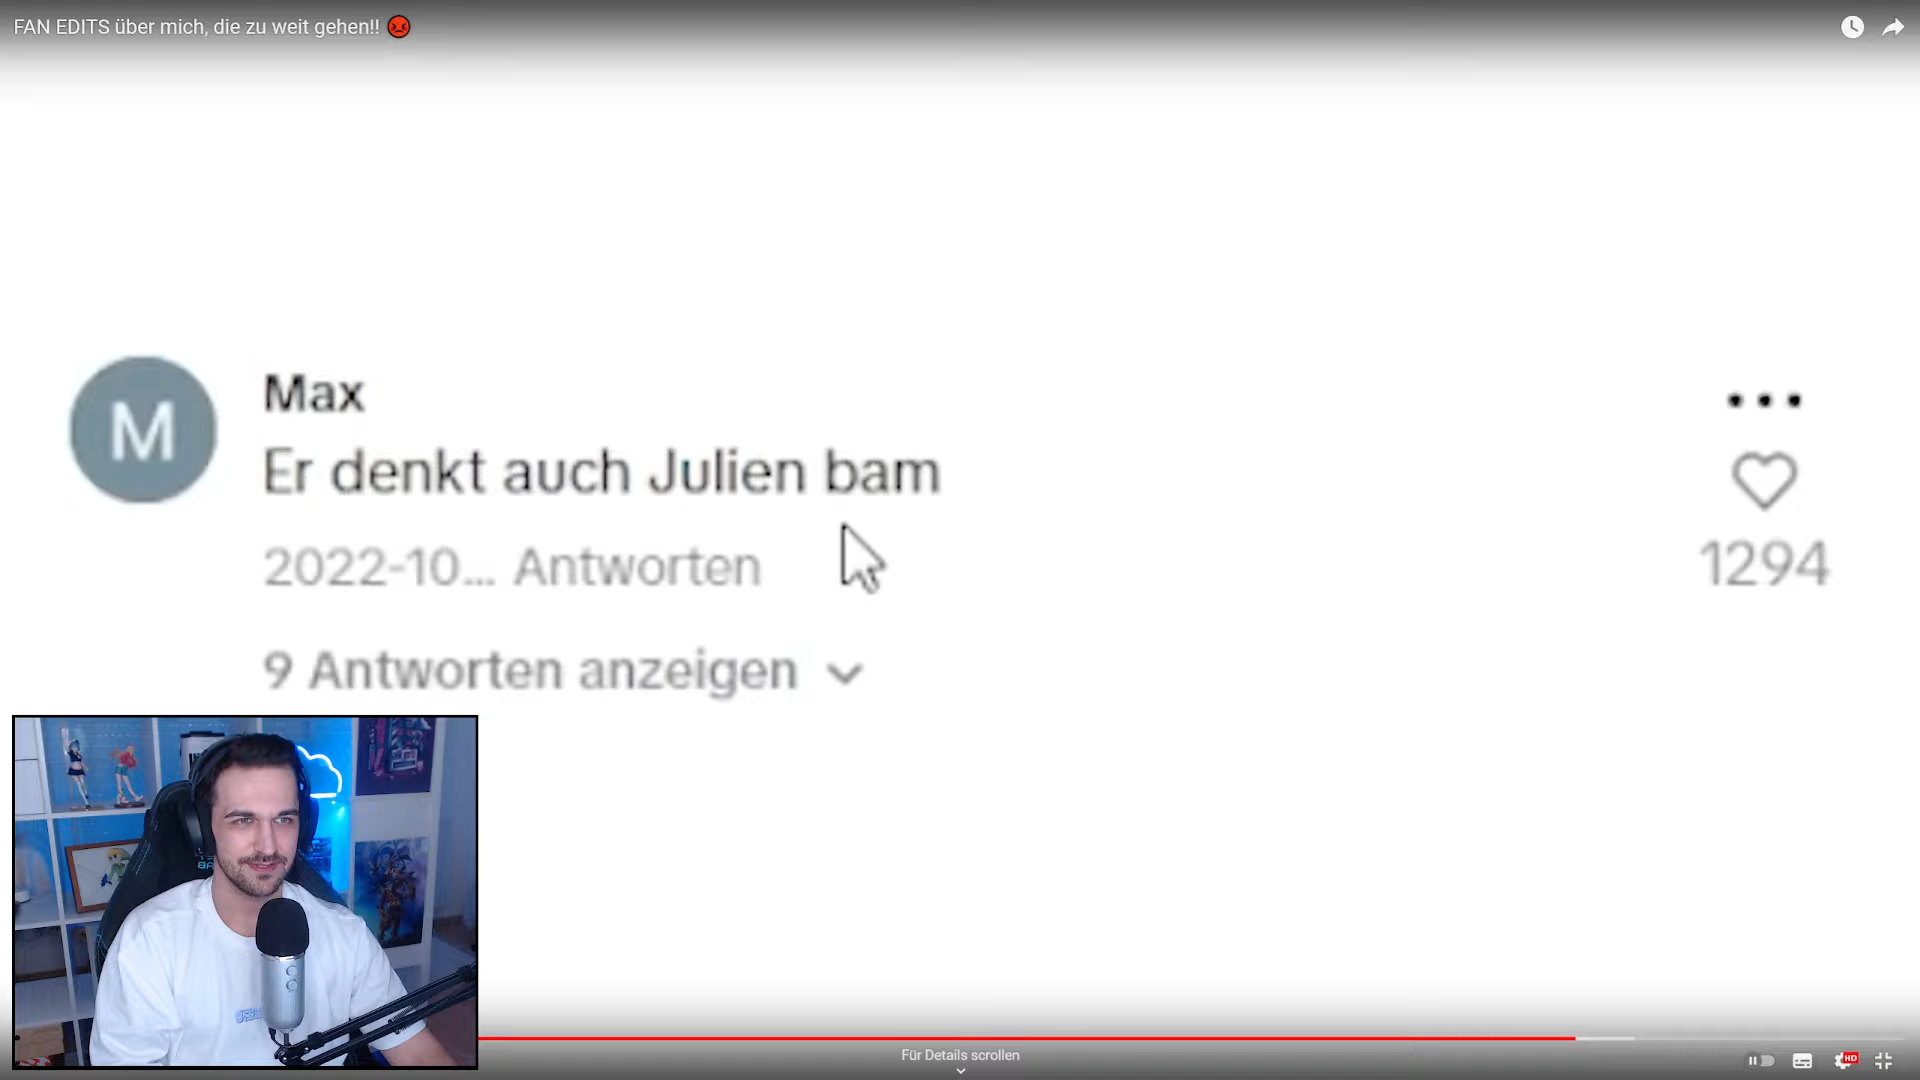 FAN EDITS über mich, die zu weit gehen!!
M
Max
Er denkt auch Julien bam
2022-10... Antworten
1294
9 Antworten anzeigen
Für Details scrollen
HD